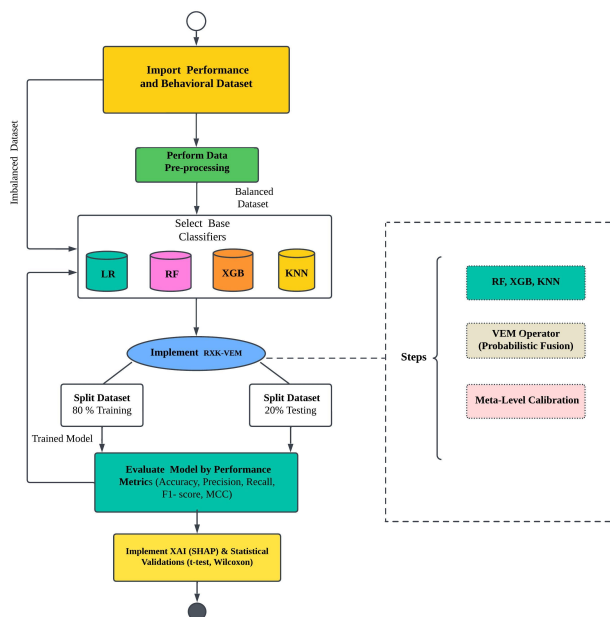 Import Performance
and Behavioral Dataset
Imbalanced Dataset
Perform Data
Pre-processing
Balanced
Dataset
Select Base
Classifiers
LR
RF
XGB
KNN
Implement RXK-VEM
Split Dataset
80 % Training
Split Dataset
20% Testing
Trained Model
Evaluate Model by Performance
Metrics (Accuracy, Precision, Recall,
F1- score, MCC)
Implement XAI (SHAP) & Statistical
Validations (t-test, Wilcoxon)
Steps
RF, XGB, KNN
VEM Operator
(Probabilistic Fusion)
Meta-Level Calibration